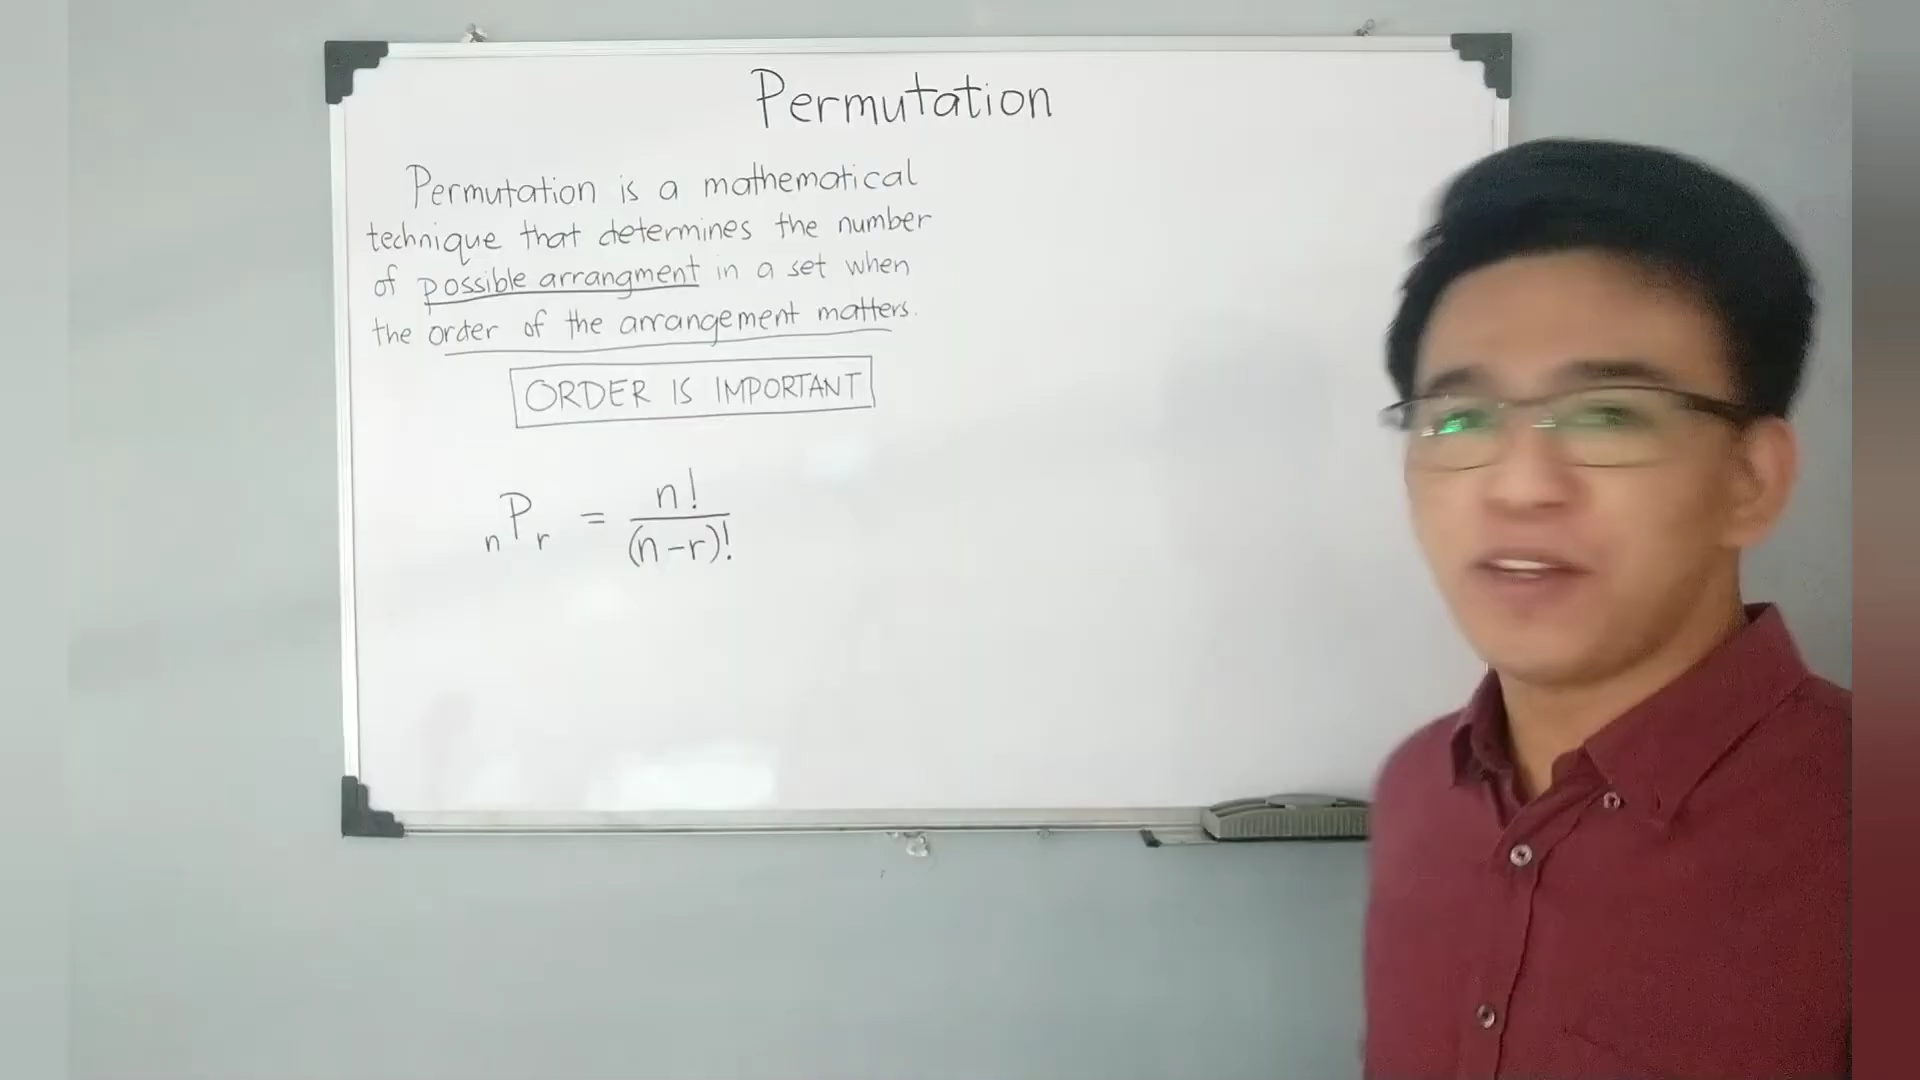 Permutation
Permutation is a mathematical
technique that determines the number
of possible arrangment in a set when
the order of the arrangement matters.
ORDER IS IMPORTANT
nPr = n!/(n-r)!